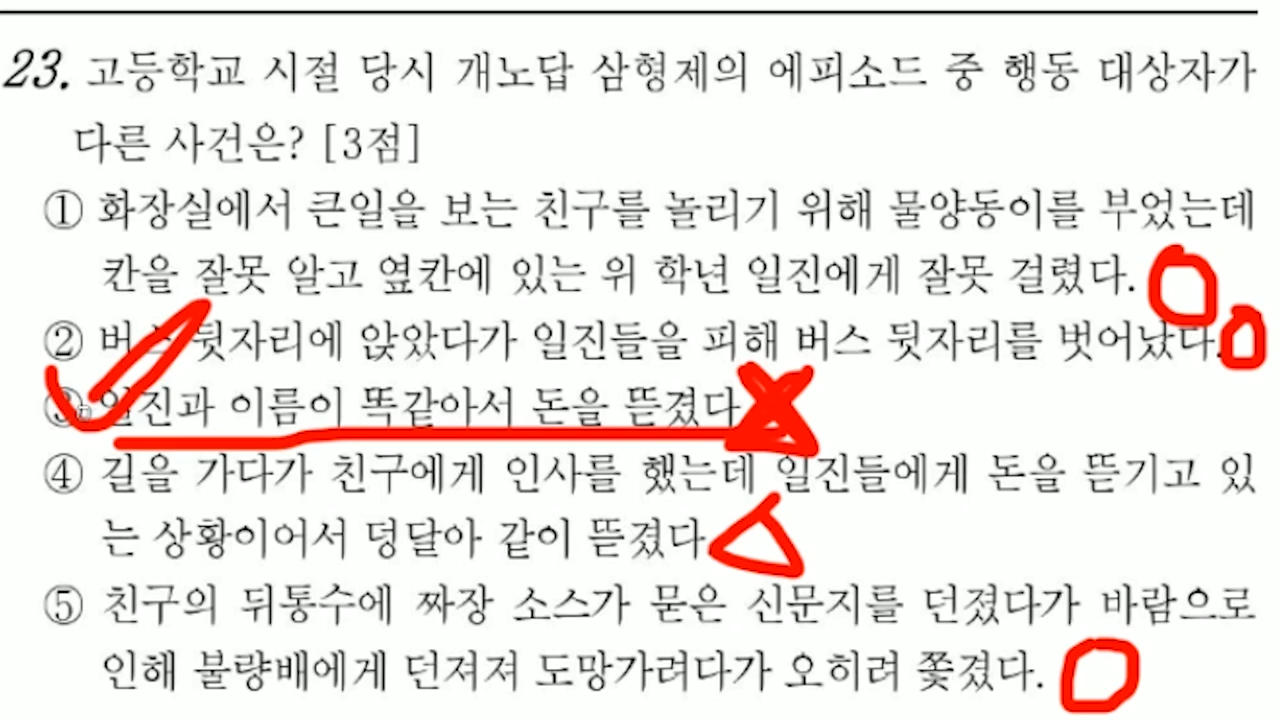 23. 고등학교 시절 당시 개노답 삼형제의 에피소드 중 행동 대상자가
다른 사건은? [3점]
① 화장실에서 큰일을 보는 친구를 놀리기 위해 물양동이를 부었는데
칸을 잘못 알고 옆칸에 있는 위 학년 일진에게 잘못 걸렸다.
② 버스 뒷자리에 앉았다가 일진들을 피해 버스 뒷자리를 벗어났다.
③ 일진과 이름이 똑같아서 돈을 뜯겼다
④ 길을 가다가 친구에게 인사를 했는데 일진들에게 돈을 뜯기고 있
는 상황이어서 덩달아 같이 뜯겼다
⑤ 친구의 뒤통수에 짜장 소스가 묻은 신문지를 던졌다가 바람으로
인해 불량배에게 던져져 도망가려다가 오히려 쫓겼다.